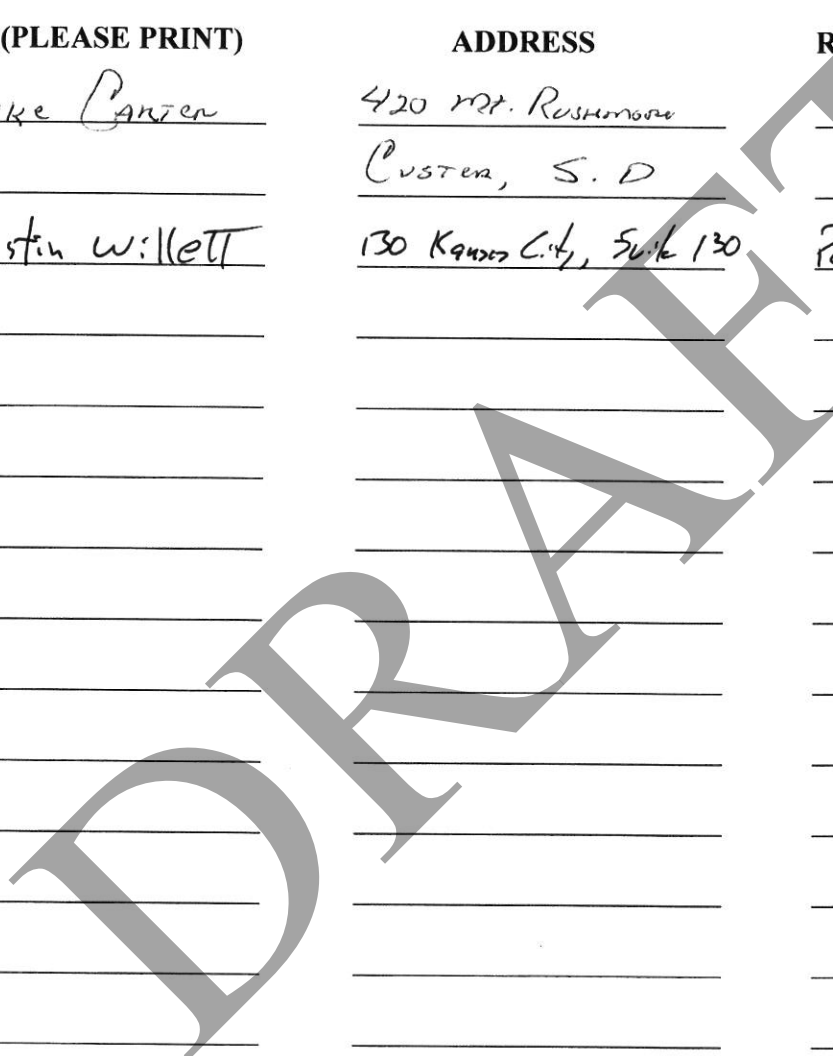 (PLEASE PRINT) ADDRESS R
ke CARTER 420 Mt. RUSHMORE
CUSTER, S. D
stin Willett 130 Kansas City, Suite 130
DRAFT